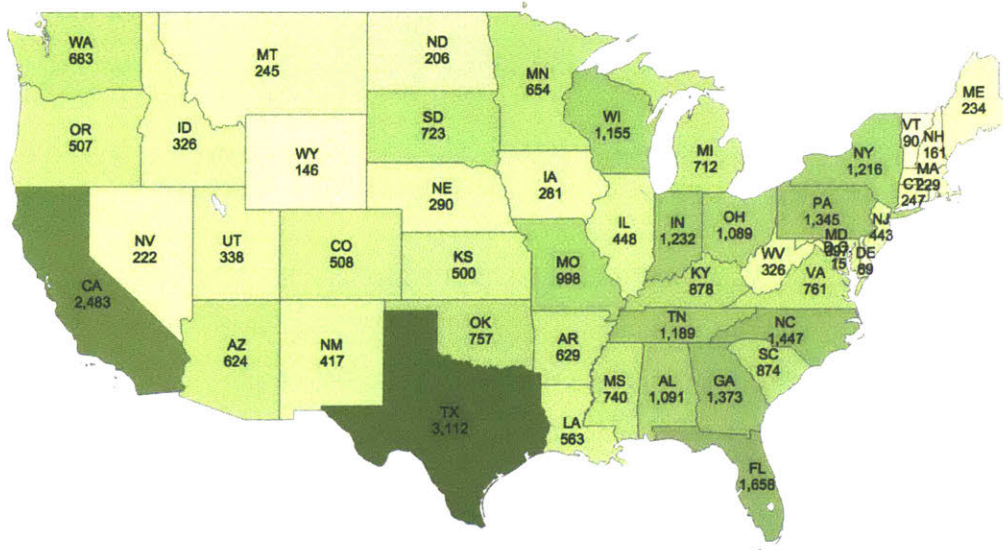 WA
683
MT
245
ND
206
MN
654
ME
234
OR
507
ID
326
SD
723
WI
1,155
VT
90
NH
161
WY
146
MI
712
NY
1,216
MA
229
IA
281
CT
247
NE
290
PA
1,345
NJ
443
NV
222
UT
338
CO
508
IL
448
IN
1,232
OH
1,089
MD
DE
15
KS
500
MO
998
WV
326
VA
761
KY
878
CA
2,483
OK
757
TN
1,189
NC
1,447
AZ
624
NM
417
AR
629
SC
874
MS
740
AL
1,091
GA
1,373
TX
3,112
LA
563
FL
1,658